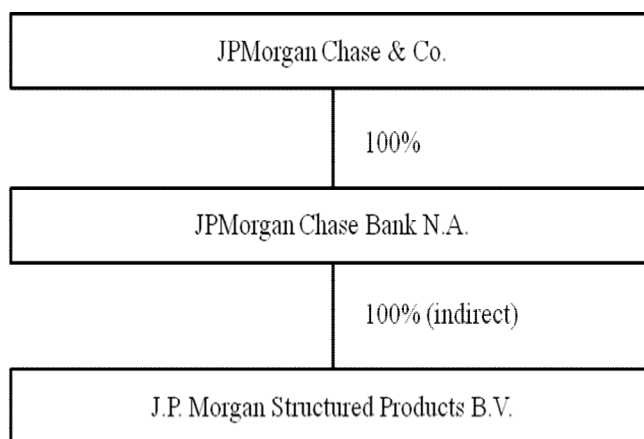 JPMorgan Chase & Co.
100%
JPMorgan Chase Bank N.A.
100% (indirect)
J.P. Morgan Structured Products B.V.